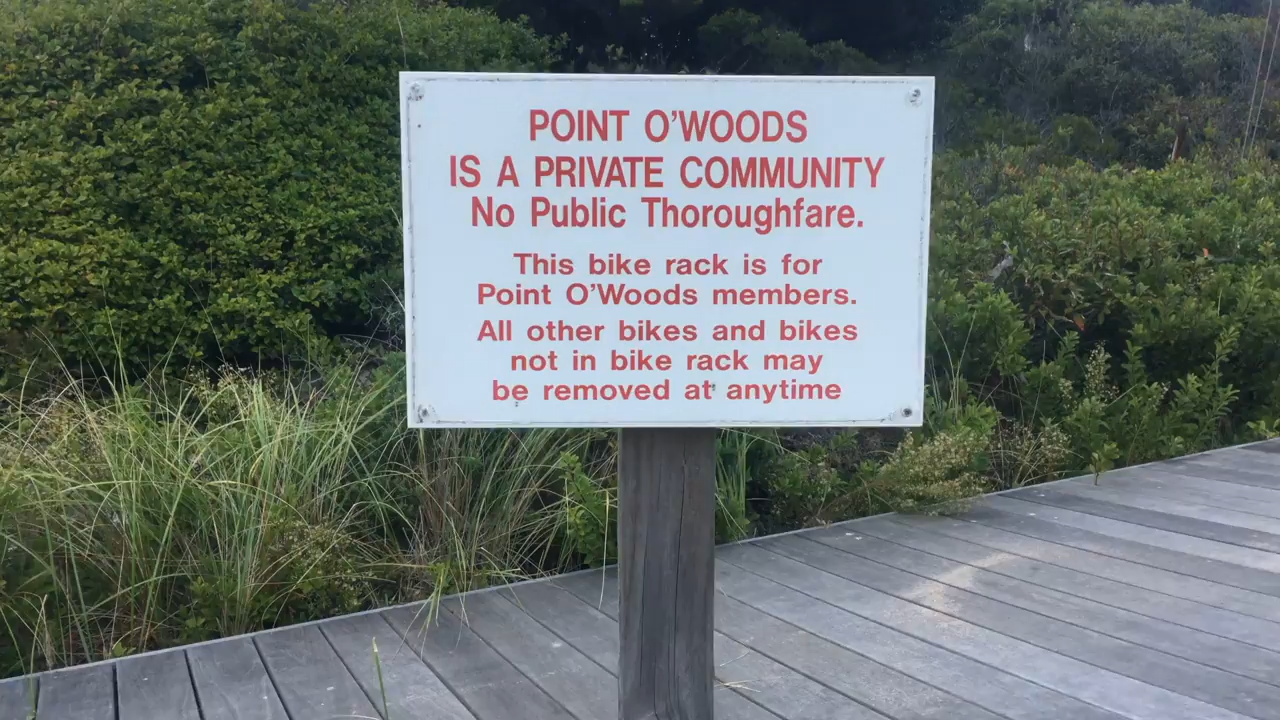 POINT O'WOODS
IS A PRIVATE COMMUNITY
No Public Thoroughfare.
This bike rack is for
Point O'Woods members.
All other bikes and bikes
not in bike rack may
be removed at anytime